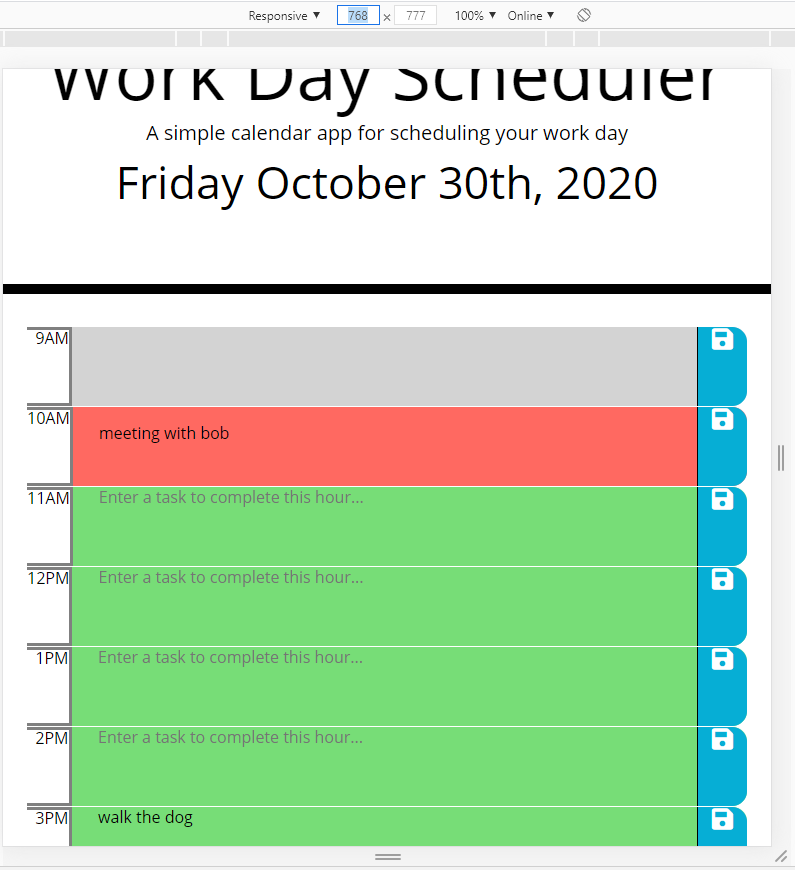 Responsive ▼ 768 × 777 100% ▼ Online ▼
Work Day Scheduler
A simple calendar app for scheduling your work day
Friday October 30th, 2020
9AM
10AM meeting with bob
11AM Enter a task to complete this hour...
12PM Enter a task to complete this hour...
1PM Enter a task to complete this hour...
2PM Enter a task to complete this hour...
3PM walk the dog